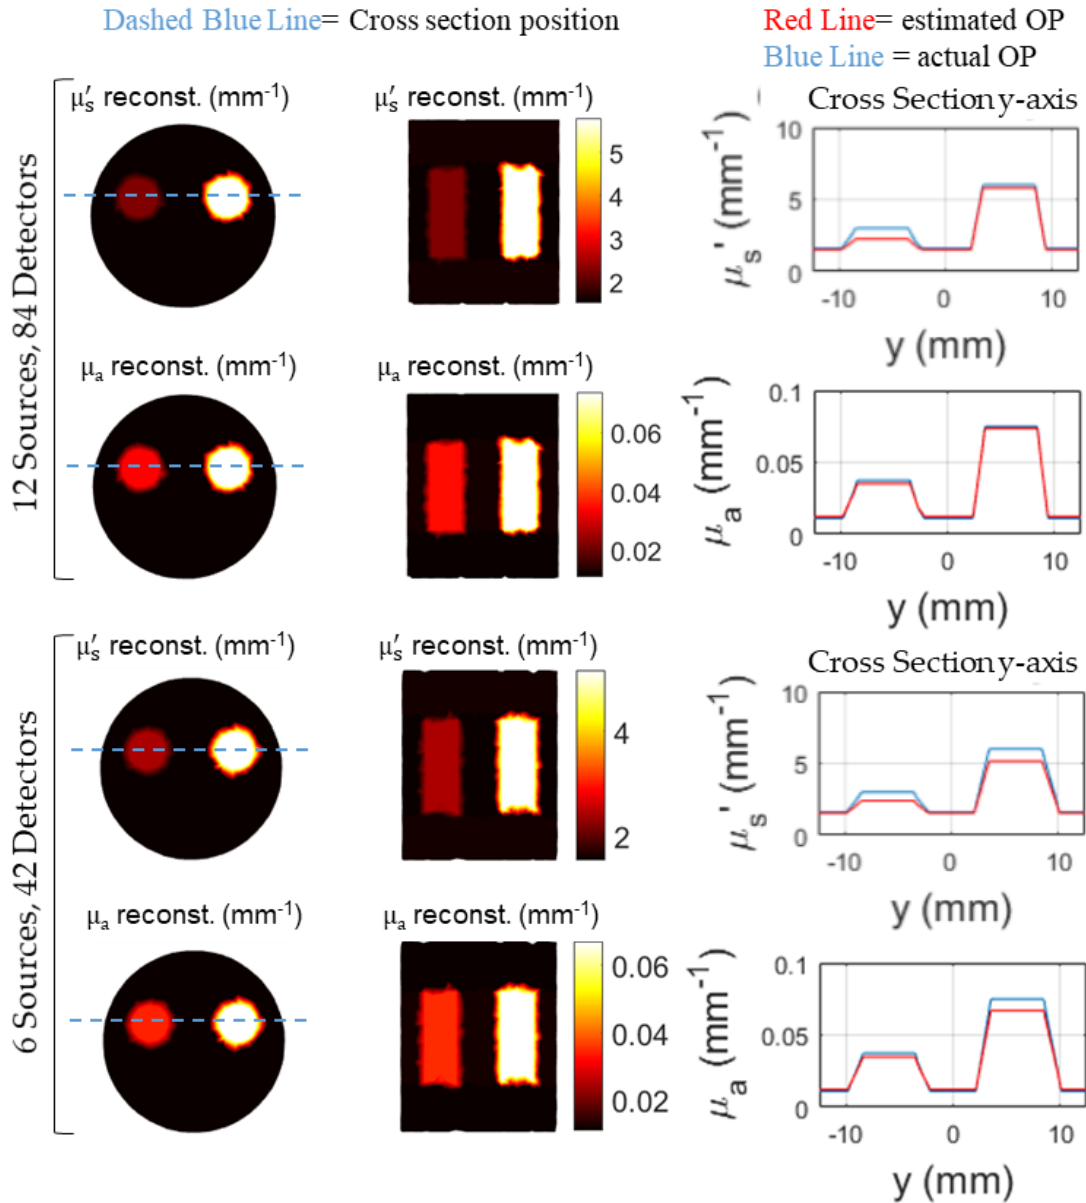 Dashed Blue Line= Cross section position
Red Line= estimated OP
Blue Line = actual OP
12 Sources, 84 Detectors
μ′s reconst. (mm-1)
μ′s reconst. (mm-1)
5
4
3
2
Cross Sectiony-axis
μs' (mm-1)
10
5
0
-10 0 10
y (mm)
μa reconst. (mm-1)
μa reconst. (mm-1)
0.06
0.04
0.02
μa (mm-1)
0.1
0.05
0
-10 0 10
y (mm)
6 Sources, 42 Detectors
μ′s reconst. (mm-1)
μ′s reconst. (mm-1)
4
2
Cross Sectiony-axis
μs' (mm-1)
10
5
0
-10 0 10
y (mm)
μa reconst. (mm-1)
μa reconst. (mm-1)
0.06
0.04
0.02
μa (mm-1)
0.1
0.05
0
-10 0 10
y (mm)